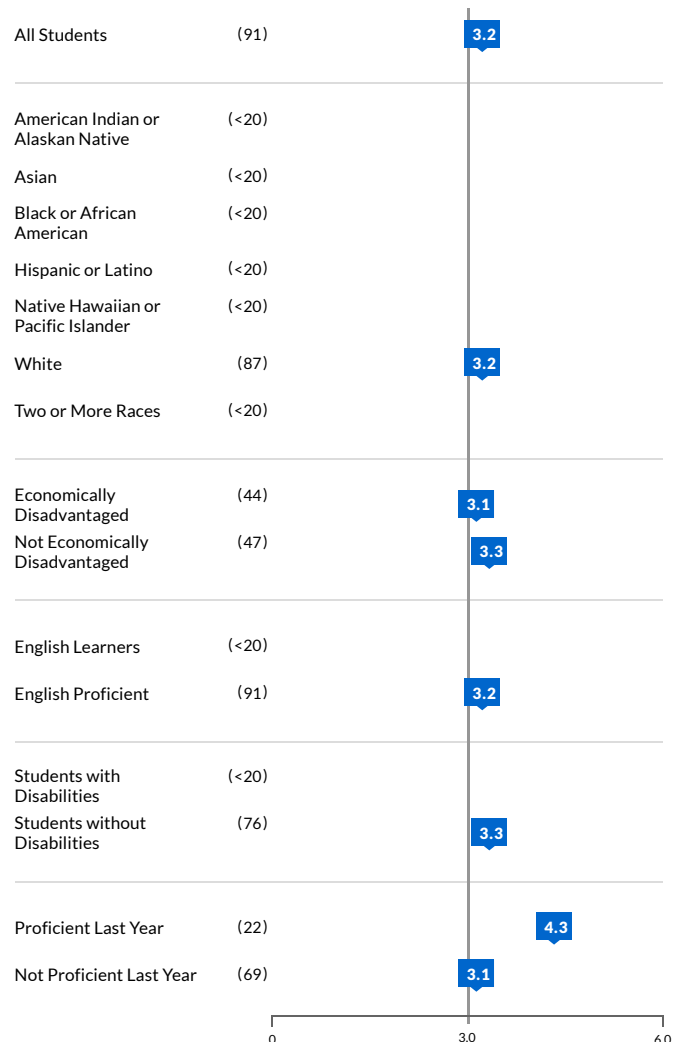 All Students (91) 3.2
American Indian or (<20)
Alaskan Native
Asian (<20)
Black or African (<20)
American
Hispanic or Latino (<20)
Native Hawaiian or (<20)
Pacific Islander
White (87) 3.2
Two or More Races (<20)
Economically (44) 3.1
Disadvantaged
Not Economically (47) 3.3
Disadvantaged
English Learners (<20)
English Proficient (91) 3.2
Students with (<20)
Disabilities
Students without (76) 3.3
Disabilities
Proficient Last Year (22) 4.3
Not Proficient Last Year (69) 3.1
0 3.0 6.0